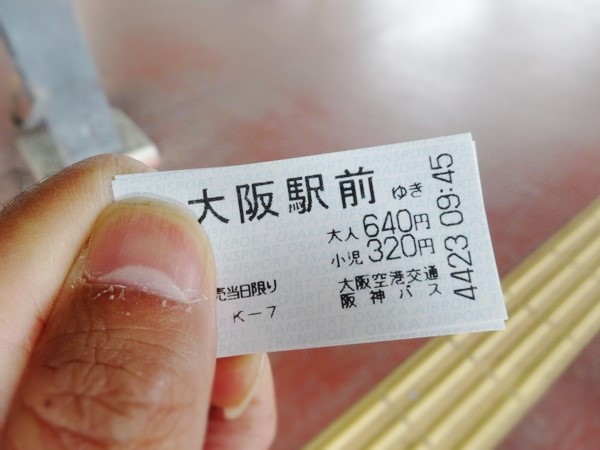 大阪駅前 ゆき
大人 640円
小児 320円
売当日限り
K-7
大阪空港交通
阪神バス
4423 09:45